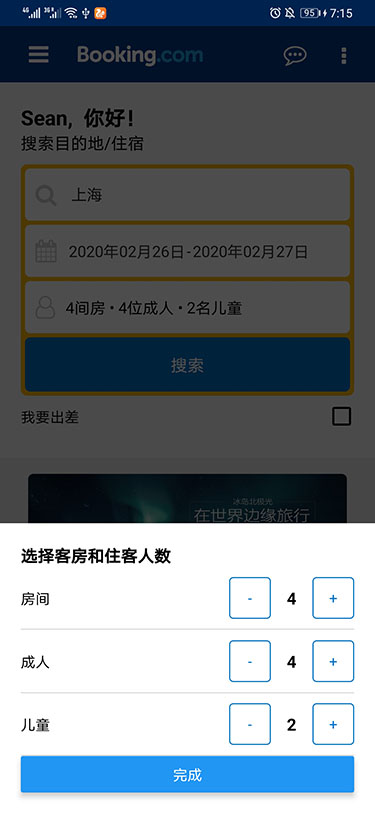 4G 3G 95 7:15
Booking.com
Sean, 你好!
搜索目的地/住宿
上海
2020年02月26日-2020年02月27日
4间房·4位成人·2名儿童
搜索
我要出差
冰岛北极光
在世界边缘旅行
选择客房和住客人数
房间 - 4 +
成人 - 4 +
儿童 - 2 +
完成